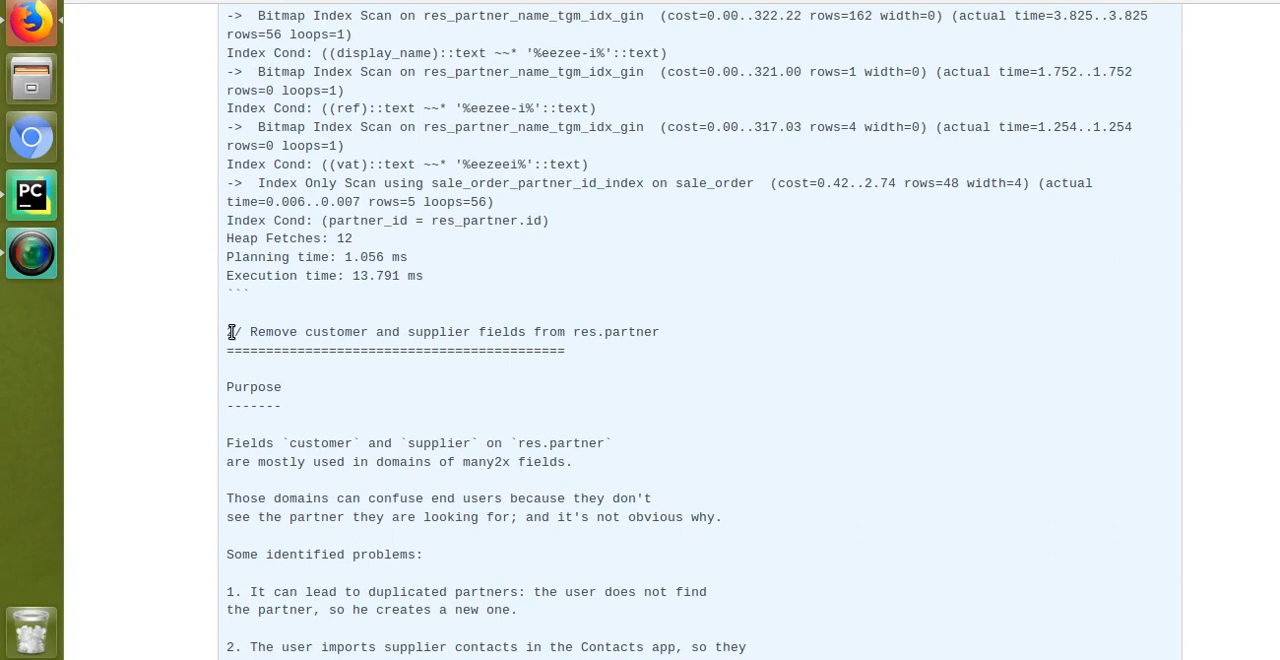 ->  Bitmap Index Scan on res_partner_name_tgm_idx_gin  (cost=0.00..322.22 rows=162 width=0) (actual time=3.825..3.825
rows=56 loops=1)
Index Cond: ((display_name)::text ~~* '%eezee-i%'::text)
->  Bitmap Index Scan on res_partner_name_tgm_idx_gin  (cost=0.00..321.00 rows=1 width=0) (actual time=1.752..1.752
rows=0 loops=1)
Index Cond: ((ref)::text ~~* '%eezee-i%'::text)
->  Bitmap Index Scan on res_partner_name_tgm_idx_gin  (cost=0.00..317.03 rows=4 width=0) (actual time=1.254..1.254
rows=0 loops=1)
Index Cond: ((vat)::text ~~* '%eezeei%'::text)
->  Index Only Scan using sale_order_partner_id_index on sale_order  (cost=0.42..2.74 rows=48 width=4) (actual
time=0.006..0.007 rows=5 loops=56)
Index Cond: (partner_id = res_partner.id)
Heap Fetches: 12
Planning time: 1.056 ms
Execution time: 13.791 ms
```
/ Remove customer and supplier fields from res.partner
===========================================
Purpose
-------
Fields `customer` and `supplier` on `res.partner`
are mostly used in domains of many2x fields.
Those domains can confuse end users because they don't
see the partner they are looking for; and it's not obvious why.
Some identified problems:
1. It can lead to duplicated partners: the user does not find
the partner, so he creates a new one.
2. The user imports supplier contacts in the Contacts app, so they
PC